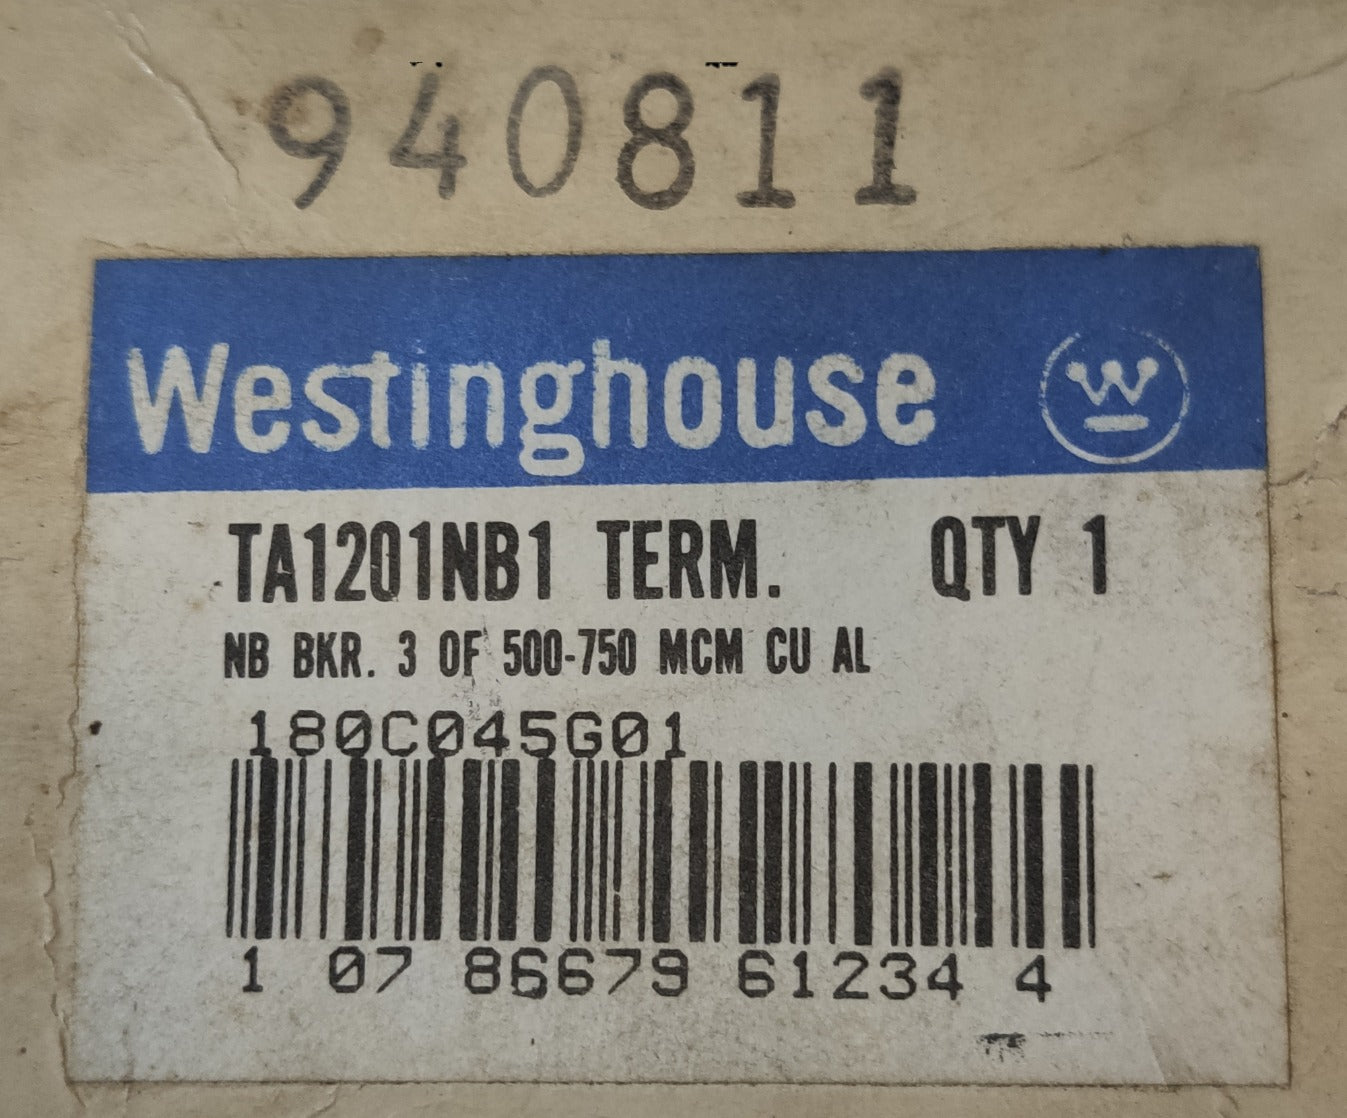 940811
Westinghouse W
TA1201NB1 TERM. QTY 1
NB BKR. 3 OF 500-750 MCM CU AL
180C045G01
1 07 86679 61234 4